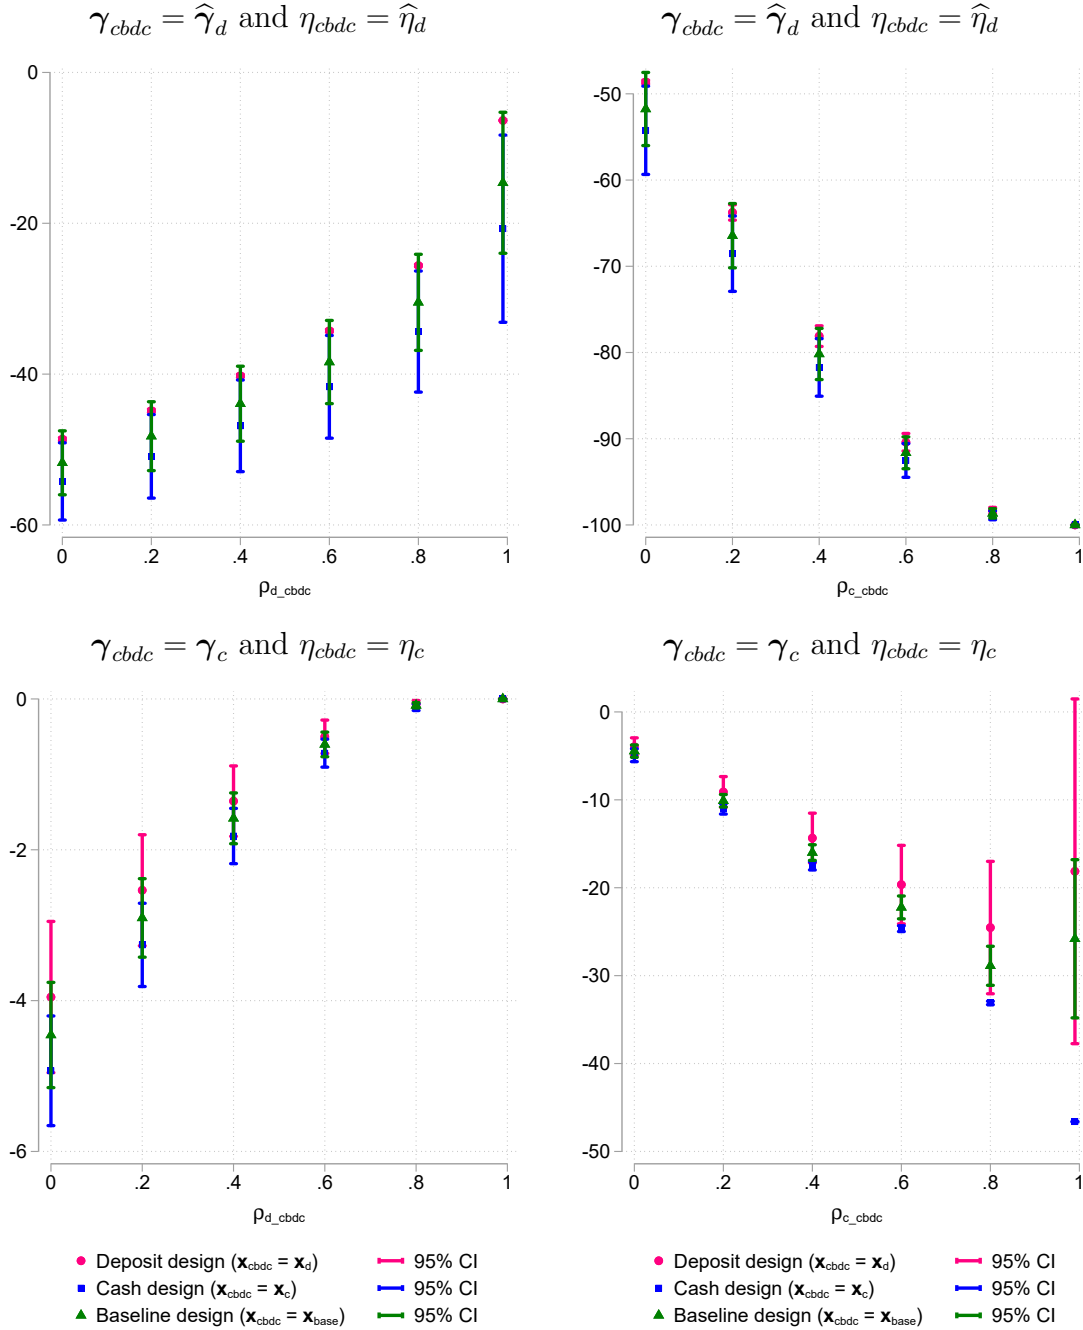 γcbdc = γ̂d and ηcbdc = η̂d
0
-20
-40
-60
0 .2 .4 .6 .8 1
ρd_cbdc
γcbdc = γ̂d and ηcbdc = η̂d
-50
-60
-70
-80
-90
-100
0 .2 .4 .6 .8 1
ρc_cbdc
γcbdc = γc and ηcbdc = ηc
0
-2
-4
-6
0 .2 .4 .6 .8 1
ρd_cbdc
γcbdc = γc and ηcbdc = ηc
0
-10
-20
-30
-40
-50
0 .2 .4 .6 .8 1
ρc_cbdc
Deposit design (xcbdc = xd) 95% CI
Cash design (xcbdc = xc) 95% CI
Baseline design (xcbdc = xbase) 95% CI
Deposit design (xcbdc = xd) 95% CI
Cash design (xcbdc = xc) 95% CI
Baseline design (xcbdc = xbase) 95% CI